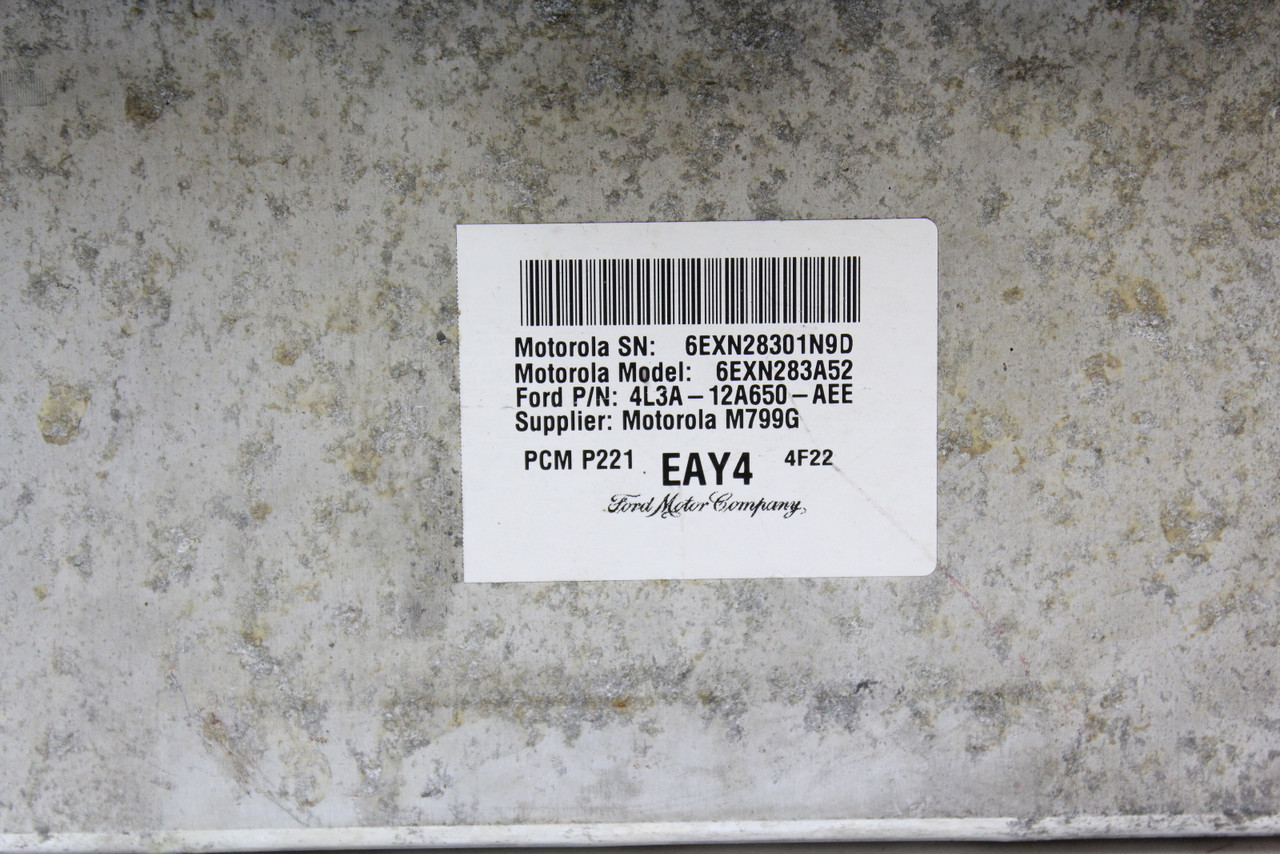 Motorola SN: 6EXN28301N9D
Motorola Model: 6EXN283A52
Ford P/N: 4L3A–12A650–AEE
Supplier: Motorola M799G
PCM P221 EAY4 4F22
Ford Motor Company,